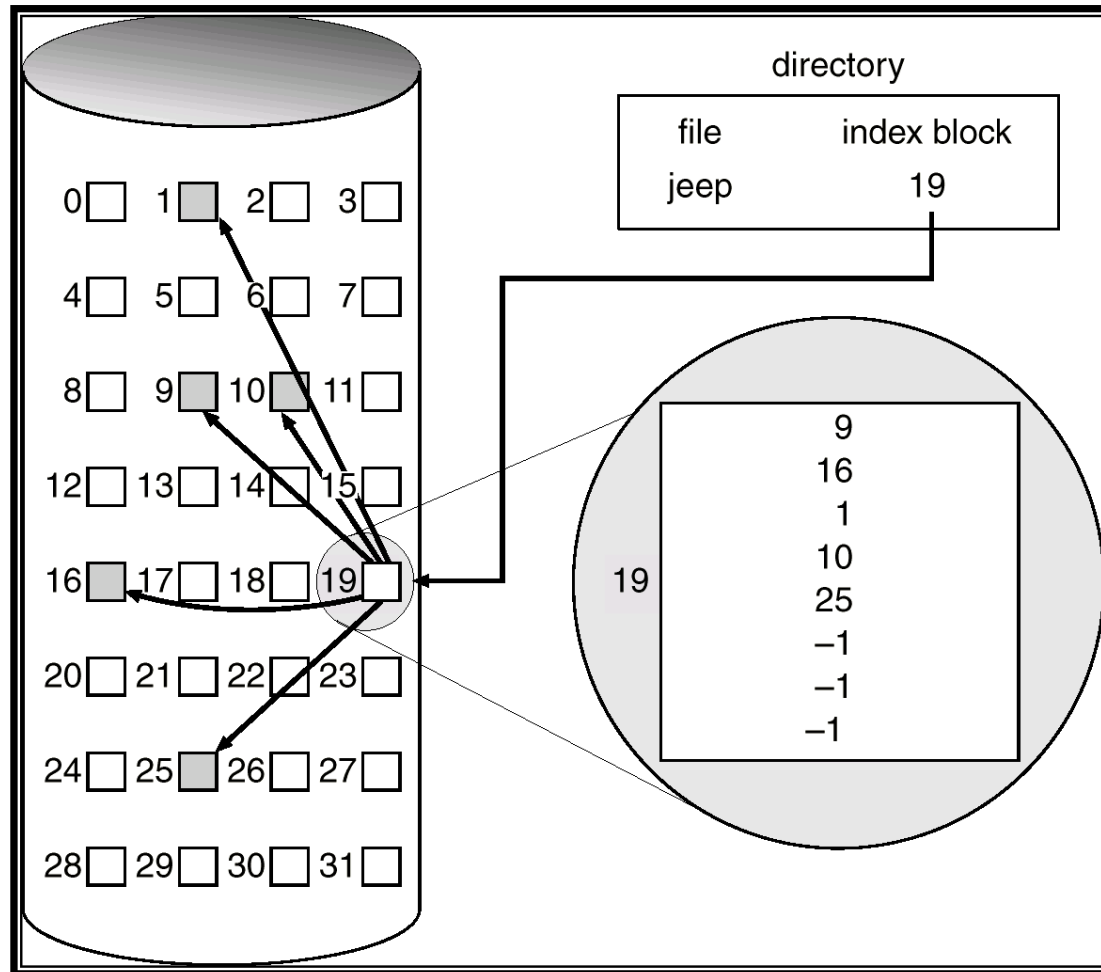 directory
file index block
jeep 19
0 1 2 3
4 5 6 7
8 9 10 11
12 13 14 15
16 17 18 19
20 21 22 23
24 25 26 27
28 29 30 31
19
9
16
1
10
25
–1
–1
–1